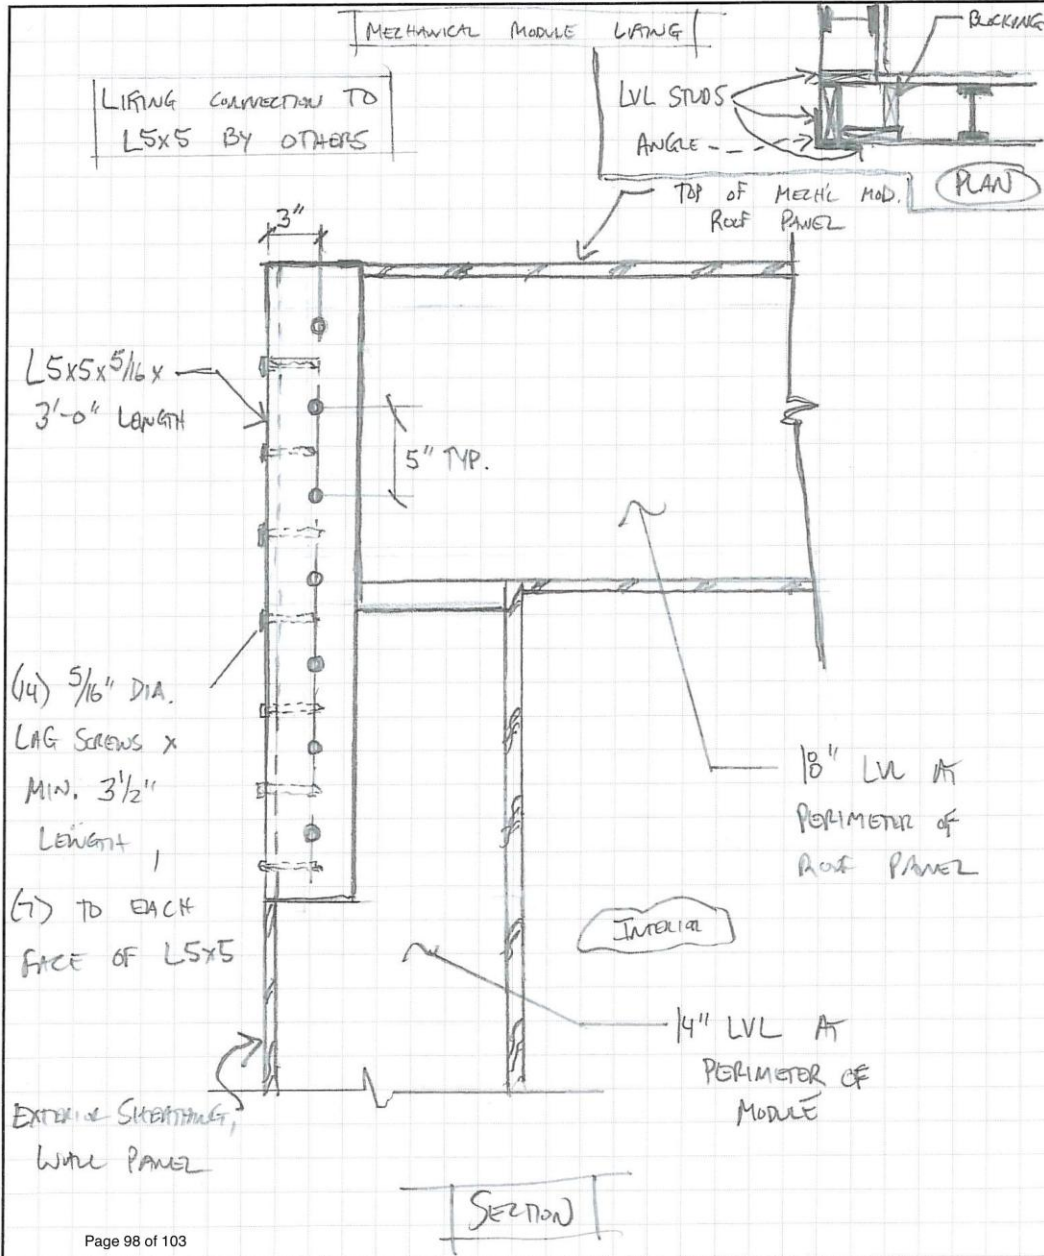 MECHANICAL MODULE LIFTING
LIFTING CONNECTION TO
L5x5 BY OTHERS
BLOCKING
LVL STUDS
ANGLE
PLAN
TOP OF MECH'L MOD.
ROOF PANEL
3"
L5x5x5/16 x
3'-0" LENGTH
5" TYP.
(14) 5/16" DIA.
LAG SCREWS x
MIN. 3 1/2"
LENGTH,
(7) TO EACH
FACE OF L5x5
18" LVL AT
PERIMETER OF
ROOF PANEL
INTERIOR
14" LVL AT
PERIMETER OF
MODULE
EXTERIOR SHEATHING,
WALL PANEL
SECTION
Page 98 of 103